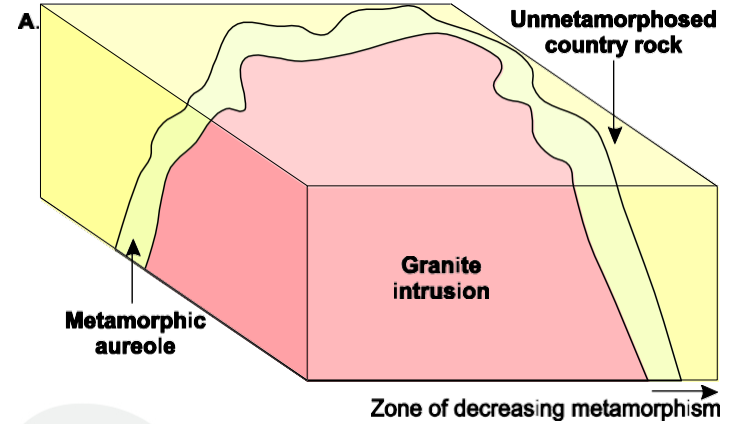 A.
Unmetamorphosed
country rock
Granite
intrusion
Metamorphic
aureole
Zone of decreasing metamorphism